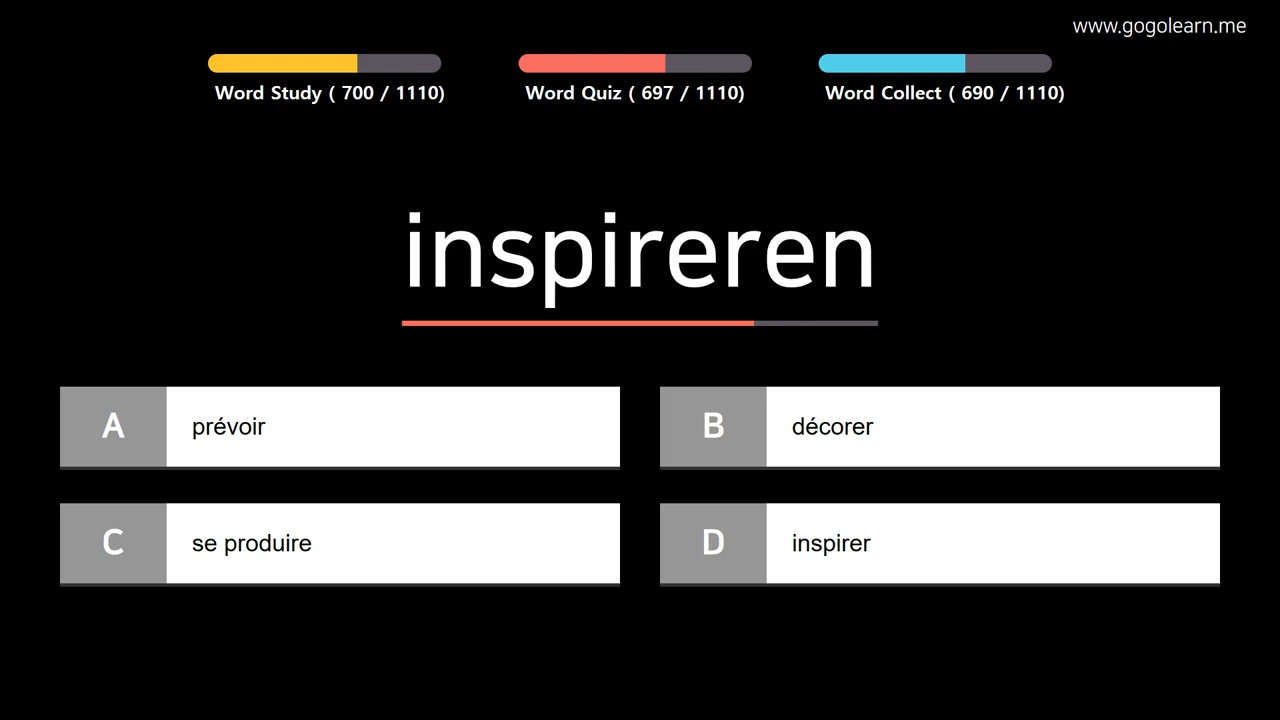 www.gogolearn.me
Word Study ( 700 / 1110)
Word Quiz ( 697 / 1110)
Word Collect ( 690 / 1110)
inspireren
A
prévoir
B
décorer
C
se produire
D
inspirer